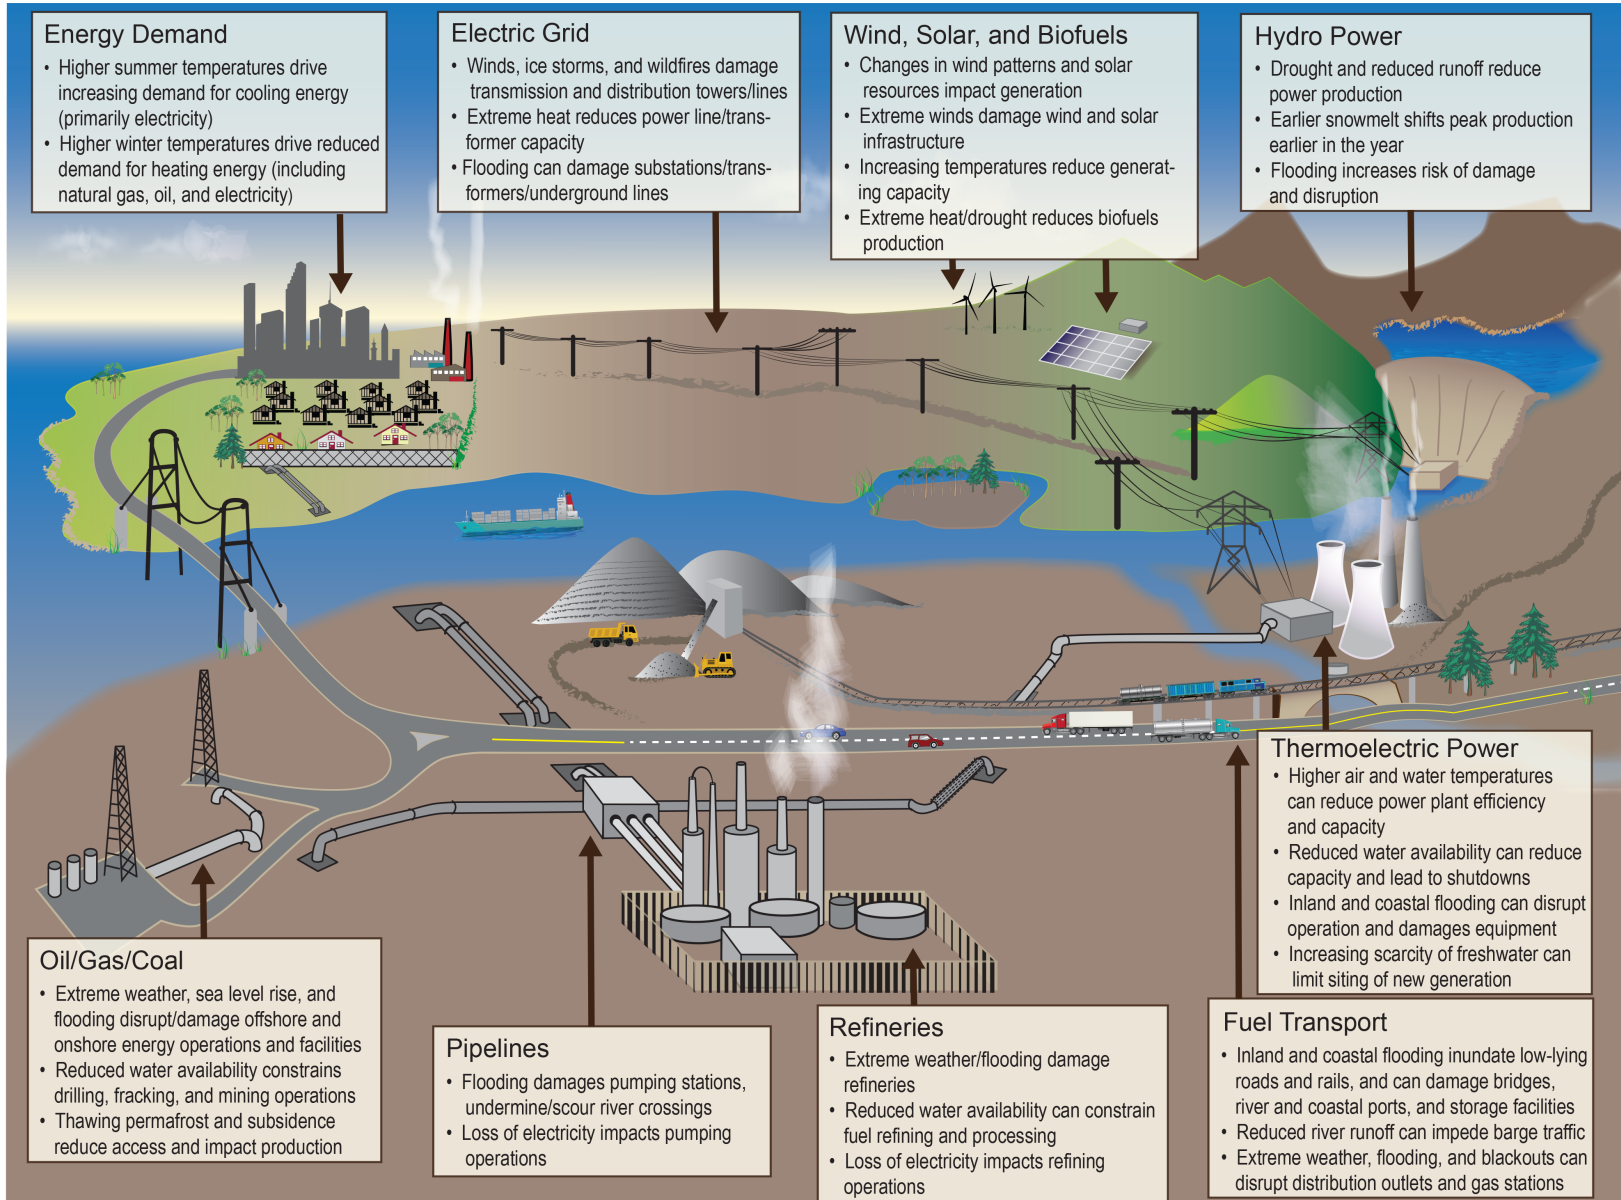 Energy Demand
• Higher summer temperatures drive
increasing demand for cooling energy
(primarily electricity)
• Higher winter temperatures drive reduced
demand for heating energy (including
natural gas, oil, and electricity)
Electric Grid
• Winds, ice storms, and wildfires damage
transmission and distribution towers/lines
• Extreme heat reduces power line/trans-
former capacity
• Flooding can damage substations/trans-
formers/underground lines
Wind, Solar, and Biofuels
• Changes in wind patterns and solar
resources impact generation
• Extreme winds damage wind and solar
infrastructure
• Increasing temperatures reduce generat-
ing capacity
• Extreme heat/drought reduces biofuels
production
Hydro Power
• Drought and reduced runoff reduce
power production
• Earlier snowmelt shifts peak production
earlier in the year
• Flooding increases risk of damage
and disruption
Thermoelectric Power
• Higher air and water temperatures
can reduce power plant efficiency
and capacity
• Reduced water availability can reduce
capacity and lead to shutdowns
• Inland and coastal flooding can disrupt
operation and damages equipment
• Increasing scarcity of freshwater can
limit siting of new generation
Oil/Gas/Coal
• Extreme weather, sea level rise, and
flooding disrupt/damage offshore and
onshore energy operations and facilities
• Reduced water availability constrains
drilling, fracking, and mining operations
• Thawing permafrost and subsidence
reduce access and impact production
Pipelines
• Flooding damages pumping stations,
undermine/scour river crossings
• Loss of electricity impacts pumping
operations
Refineries
• Extreme weather/flooding damage
refineries
• Reduced water availability can constrain
fuel refining and processing
• Loss of electricity impacts refining
operations
Fuel Transport
• Inland and coastal flooding inundate low-lying
roads and rails, and can damage bridges,
river and coastal ports, and storage facilities
• Reduced river runoff can impede barge traffic
• Extreme weather, flooding, and blackouts can
disrupt distribution outlets and gas stations